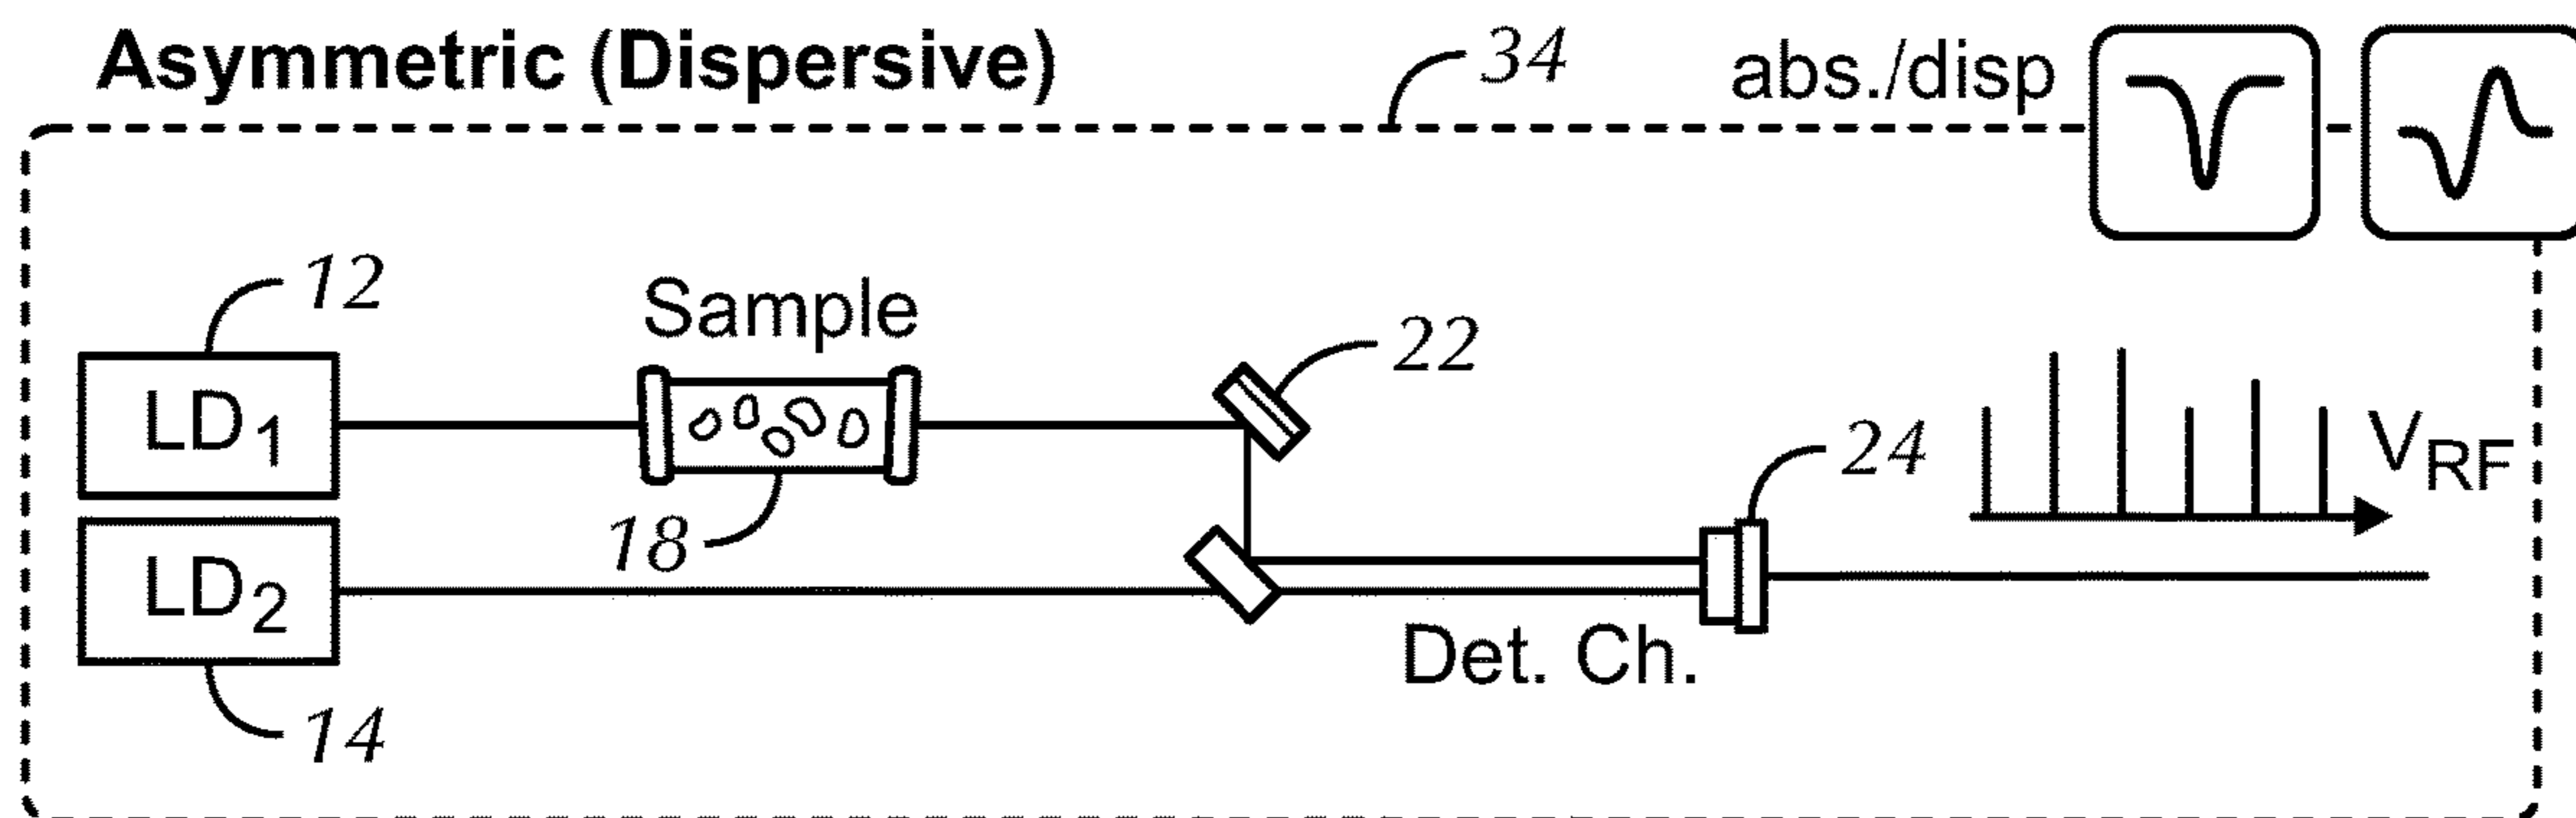 Asymmetric (Dispersive)
34
abs./disp
12
Sample
22
LD1
18
24
VRF
LD2
Det. Ch.
14